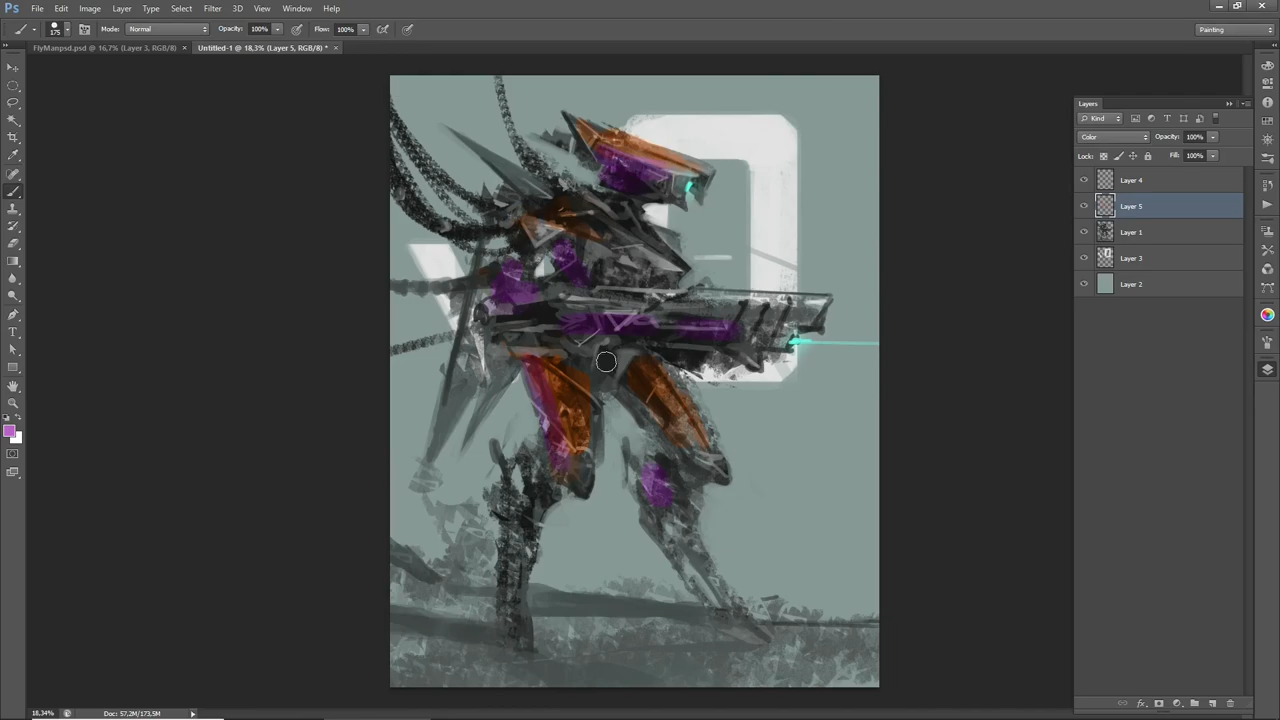 Ps File Edit Image Layer Type Select Filter 3D View Window Help
175 Mode: Normal Opacity: 100% Flow: 100% Painting
FlyManpsd.psd @ 16,7% (Layer 3, RGB/8) × Untitled-1 @ 18,3% (Layer 5, RGB/8) * ×
Layers
Kind
Color Opacity: 100%
Lock: Fill: 100%
Layer 4
Layer 5
Layer 1
Layer 3
Layer 2
18,34% Doc: 57,2M/173,5M